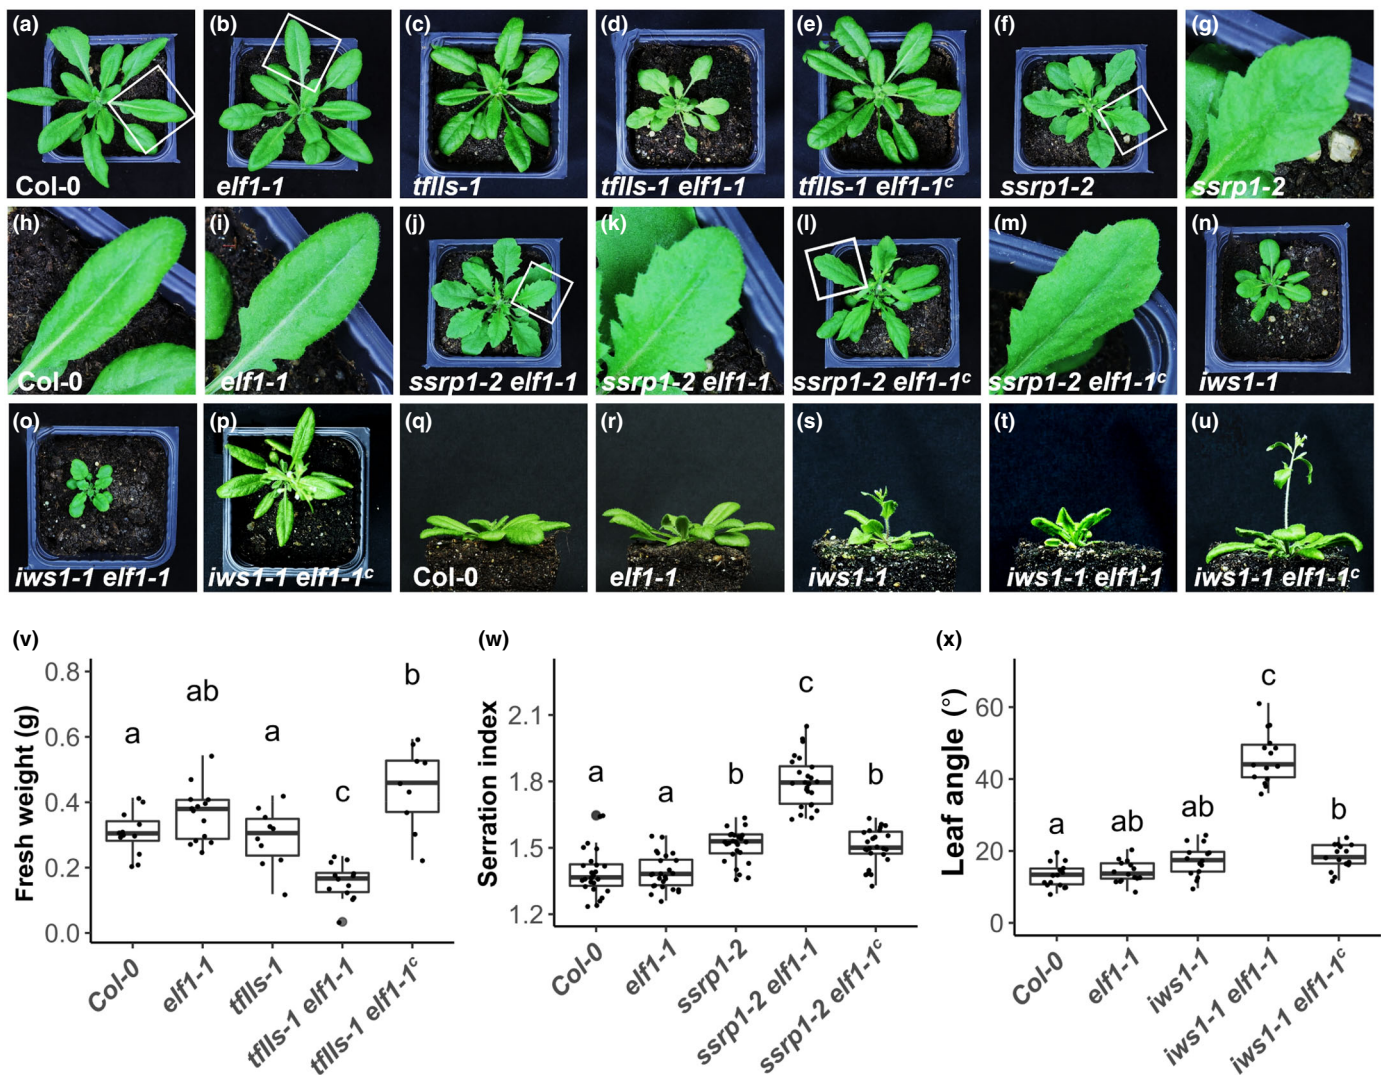 (a) (b) (c) (d) (e) (f) (g)
Col-0 elf1-1 tfIIs-1 tfIIs-1 elf1-1 tfIIs-1 elf1-1ᶜ ssrp1-2 ssrp1-2
(h) (i) (j) (k) (l) (m) (n)
Col-0 elf1-1 ssrp1-2 elf1-1 ssrp1-2 elf1-1 ssrp1-2 elf1-1ᶜ ssrp1-2 elf1-1ᶜ iws1-1
(o) (p) (q) (r) (s) (t) (u)
iws1-1 elf1-1 iws1-1 elf1-1ᶜ Col-0 elf1-1 iws1-1 iws1-1 elf1-1 iws1-1 elf1-1ᶜ
(v)
Fresh weight (g)
0.8
0.6
0.4
0.2
0.0
a ab a c b
Col-0 elf1-1 tfIIs-1 tfIIs-1 elf1-1 tfIIs-1 elf1-1ᶜ
(w)
Serration index
2.1
1.8
1.5
1.2
a a b c b
Col-0 elf1-1 ssrp1-2 ssrp1-2 elf1-1 ssrp1-2 elf1-1ᶜ
(x)
Leaf angle (°)
60
40
20
0
a ab ab c b
Col-0 elf1-1 iws1-1 iws1-1 elf1-1 iws1-1 elf1-1ᶜ